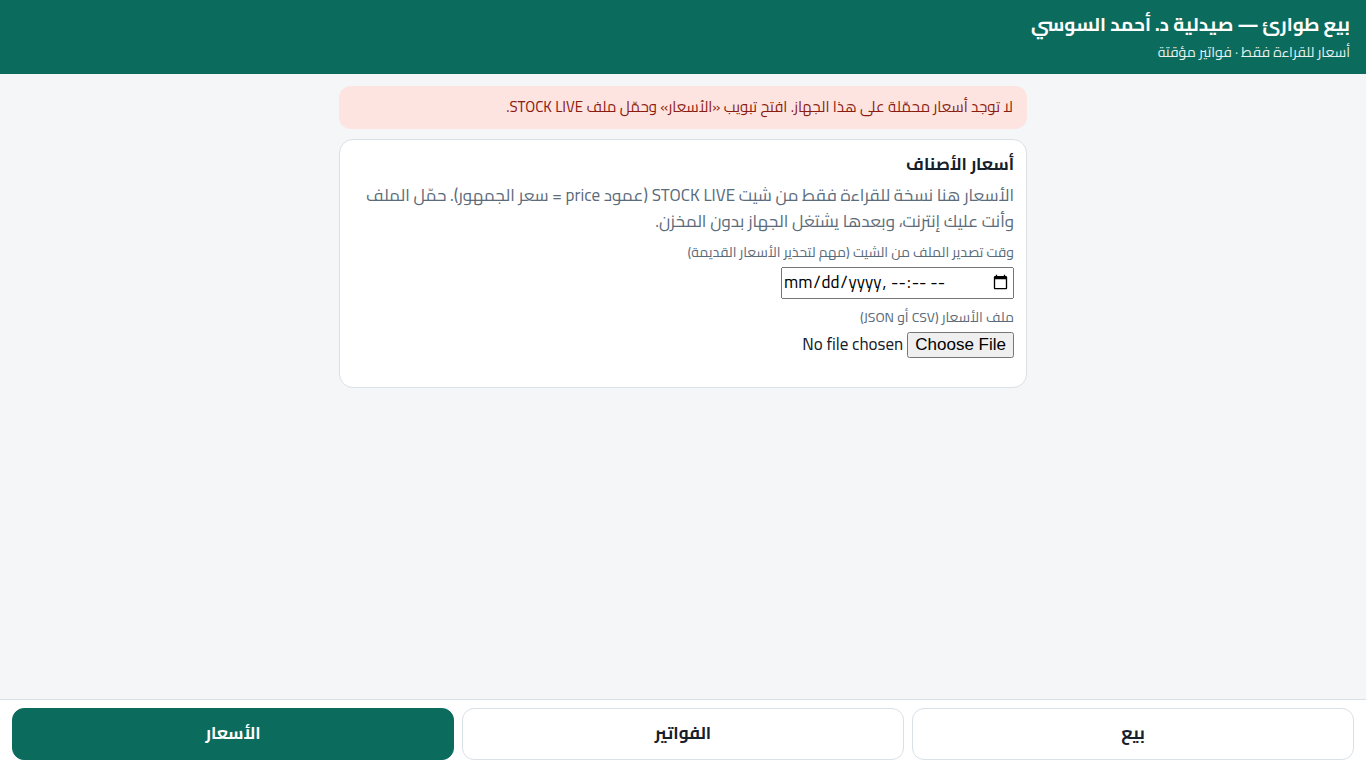 بيع طوارئ — صيدلية د. أحمد السوسي
أسعار للقراءة فقط · فواتير مؤقتة
لا توجد أسعار محمّلة على هذا الجهاز. افتح تبويب «الأسعار» وحمّل ملف STOCK LIVE.
أسعار الأصناف
الأسعار هنا نسخة للقراءة فقط من شيت STOCK LIVE (عمود price = سعر الجمهور). حمّل الملف
وأنت عليك إنترنت، وبعدها يشتغل الجهاز بدون المخزن.
وقت تصدير الملف من الشيت (مهم لتحذير الأسعار القديمة)
mm/dd/yyyy, --:-- --
ملف الأسعار (CSV أو JSON)
Choose File No file chosen
بيع
الفواتير
الأسعار